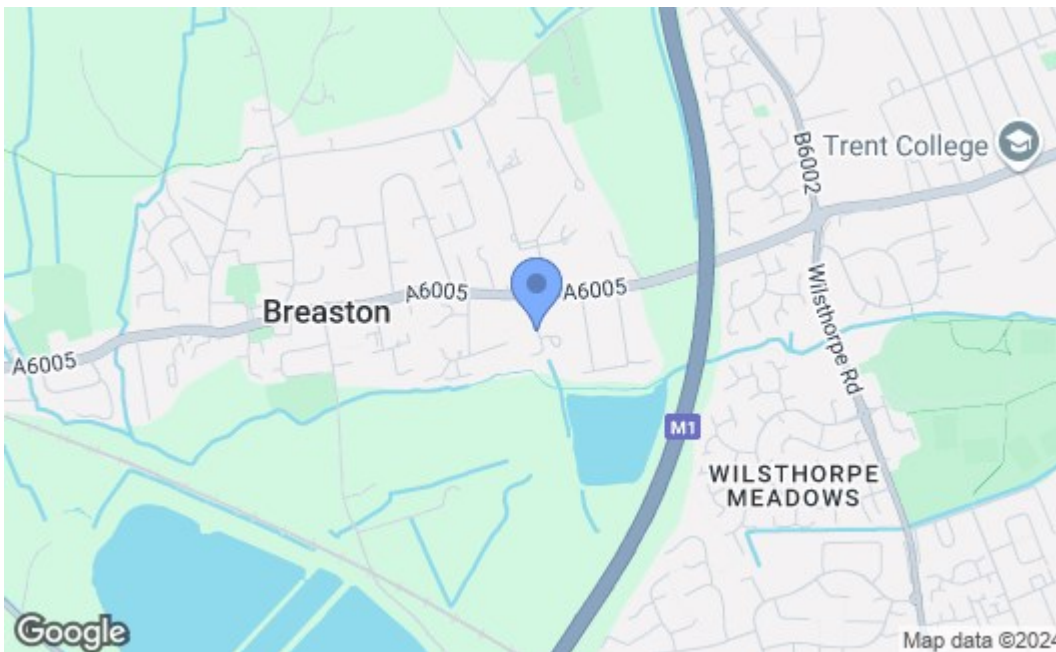 B6002
Trent College
A6005
A6005
Wilsthorpe Rd
Breaston
A6005
M1
WILSTHORPE
MEADOWS
Google
Map data ©2024